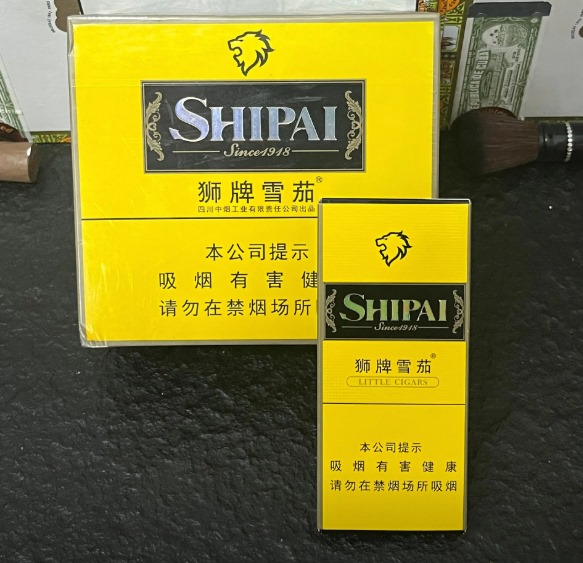 SHIPAI
Since1918
狮牌雪茄®
四川中烟工业有限责任公司出品
本公司提示
吸烟有害健
请勿在禁烟场所
SHIPAI
Since1918
狮牌雪茄®
LITTLE CIGARS
本公司提示
吸烟有害健康
请勿在禁烟场所吸烟